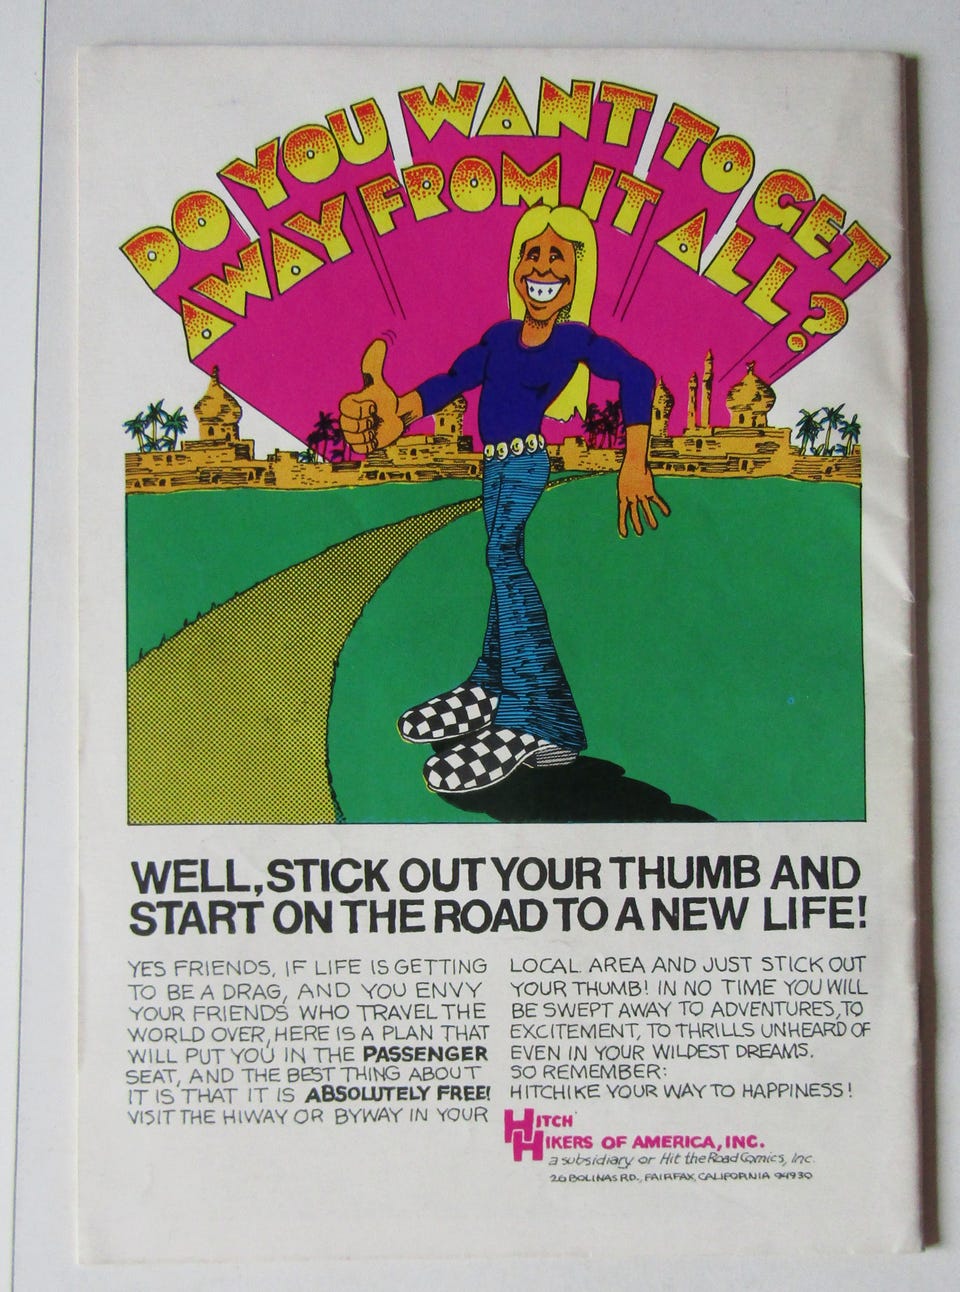 DO YOU WANT TO GET
AWAY FROM IT ALL?
WELL, STICK OUT YOUR THUMB AND
START ON THE ROAD TO A NEW LIFE!
YES FRIENDS, IF LIFE IS GETTING
TO BE A DRAG, AND YOU ENVY
YOUR FRIENDS WHO TRAVEL THE
WORLD OVER, HERE IS A PLAN THAT
WILL PUT YOU IN THE PASSENGER
SEAT, AND THE BEST THING ABOUT
IT IS THAT IT IS ABSOLUTELY FREE!
VISIT THE HIWAY OR BYWAY IN YOUR
LOCAL AREA AND JUST STICK OUT
YOUR THUMB! IN NO TIME YOU WILL
BE SWEPT AWAY TO ADVENTURES, TO
EXCITEMENT, TO THRILLS UNHEARD OF
EVEN IN YOUR WILDEST DREAMS.
SO REMEMBER:
HITCHIKE YOUR WAY TO HAPPINESS!
HITCH
HIKERS OF AMERICA, INC.
a subsidiary or Hit the Road Comics, Inc.
26 BOLINAS RD., FAIRFAX, CALIFORNIA 94930